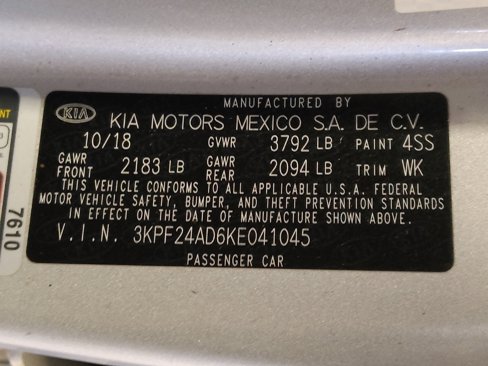 MANUFACTURED BY
KIA
KIA MOTORS MEXICO S.A. DE C.V.
10/18 GVWR 3792 LB PAINT 4SS
GAWR FRONT 2183 LB GAWR REAR 2094 LB TRIM WK
THIS VEHICLE CONFORMS TO ALL APPLICABLE U.S.A. FEDERAL
MOTOR VEHICLE SAFETY, BUMPER, AND THEFT PREVENTION STANDARDS
IN EFFECT ON THE DATE OF MANUFACTURE SHOWN ABOVE.
V.I.N. 3KPF24AD6KE041045
PASSENGER CAR
7610